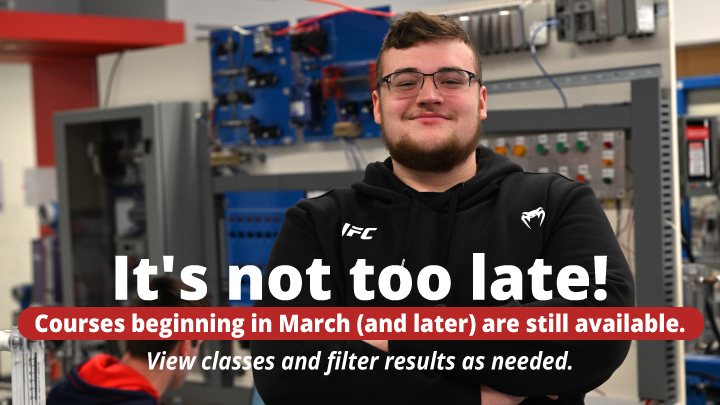 UFC
It's not too late!
Courses beginning in March (and later) are still available.
View classes and filter results as needed.